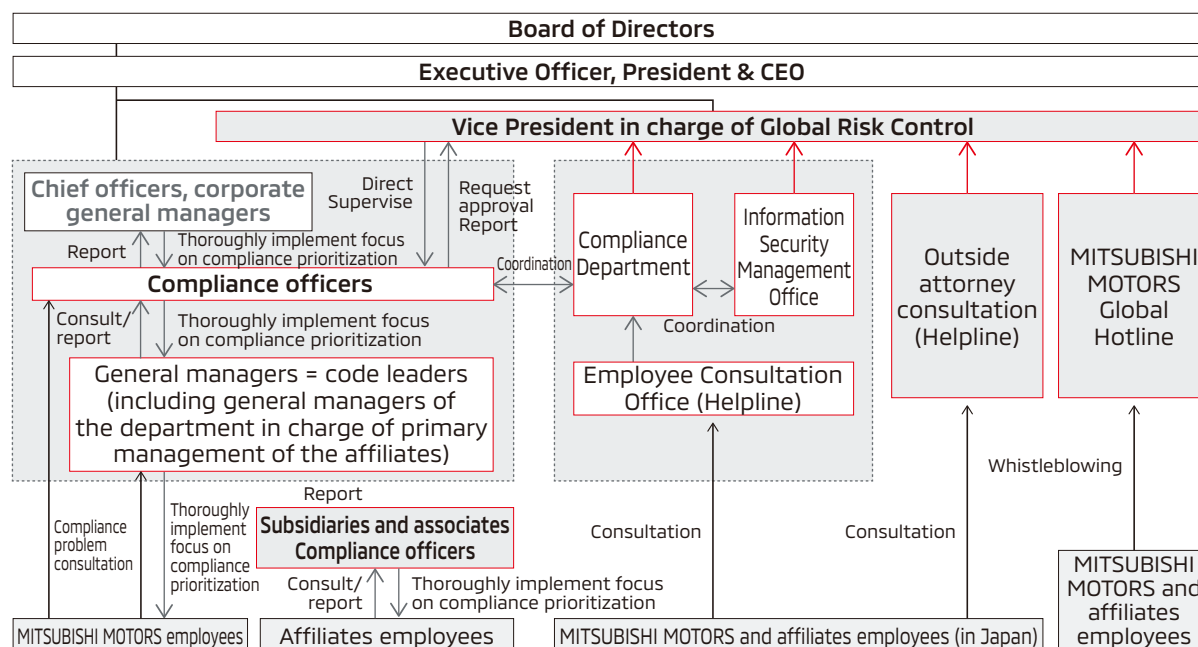 Board of Directors
Executive Officer, President & CEO
Vice President in charge of Global Risk Control
Chief officers, corporate
general managers
Direct
Supervise
Request
approval
Report
Report
Thoroughly implement focus
on compliance prioritization
Compliance officers
Coordination
Compliance
Department
Information
Security
Management
Office
Coordination
Outside
attorney
consultation
(Helpline)
MITSUBISHI
MOTORS
Global
Hotline
Consult/
report
Thoroughly implement focus
on compliance prioritization
General managers = code leaders
(including general managers of
the department in charge of primary
management of the affiliates)
Employee Consultation
Office (Helpline)
Compliance
problem
consultation
Thoroughly
implement
focus on
compliance
prioritization
Report
Subsidiaries and associates
Compliance officers
Consult/
report
Thoroughly implement focus
on compliance prioritization
Consultation
Consultation
Whistleblowing
MITSUBISHI MOTORS employees
Affiliates employees
MITSUBISHI MOTORS and affiliates employees (in Japan)
MITSUBISHI
MOTORS and
affiliates
employees